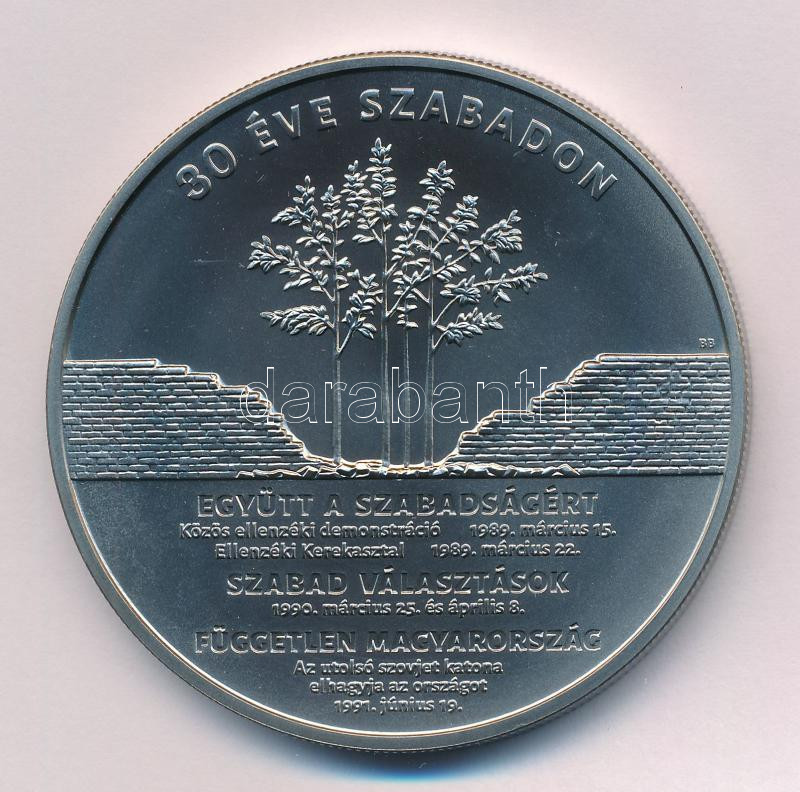 30 ÉVE SZABADON
BB
darabanth
EGYÜTT A SZABADSÁGÉRT
Közös ellenzéki demonstráció 1989. március 15.
Ellenzéki Kerekasztal 1989. március 22.
SZABAD VÁLASZTÁSOK
1990. március 25. és április 8.
FÜGGETLEN MAGYARORSZÁG
Az utolsó szovjet katona
elhagyja az országot
1991. június 19.